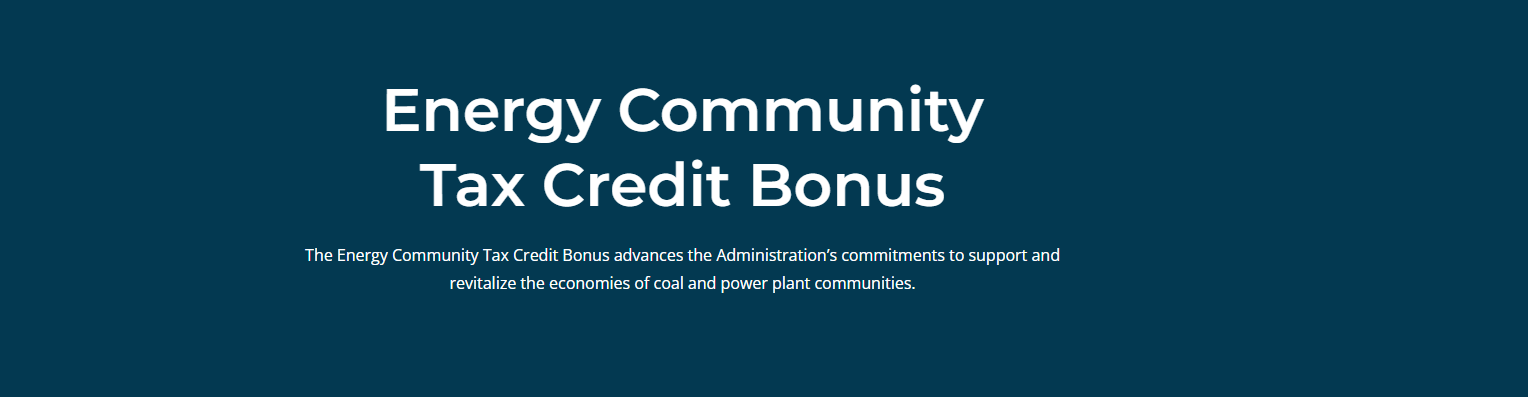 Energy Community
Tax Credit Bonus
The Energy Community Tax Credit Bonus advances the Administration’s commitments to support and
revitalize the economies of coal and power plant communities.